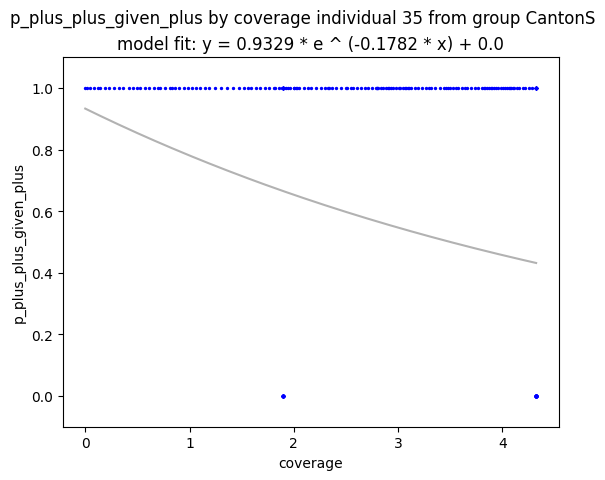 p_plus_plus_given_plus by coverage individual 35 from group CantonS
model fit: y = 0.9329 * e ^ (-0.1782 * x) + 0.0
1.0
0.8
0.6
0.4
0.2
0.0
p_plus_plus_given_plus
0 1 2 3 4
coverage